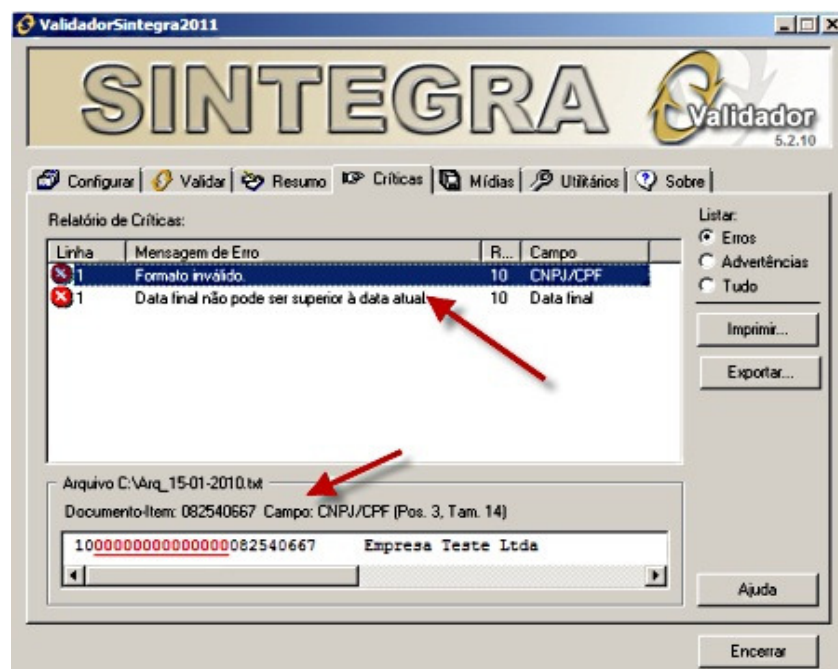 ValidadorSintegra2011
SINTEGRA
Validador
5.2.10
Configurar Validar Resumo Críticas Mídias Utilitários Sobre
Relatório de Críticas:
Linha Mensagem de Erro R... Campo
1 Formato inválido. 10 CNPJ/CPF
1 Data final não pode ser superior à data atual. 10 Data final
Listar:
Erros
Advertências
Tudo
Imprimir...
Exportar...
Arquivo C:\Arq_15-01-2010.txt
Documento-Item: 082540667 Campo: CNPJ/CPF (Pos. 3, Tam. 14)
1000000000000000082540667 Empresa Teste Ltda
Ajuda
Encerrar